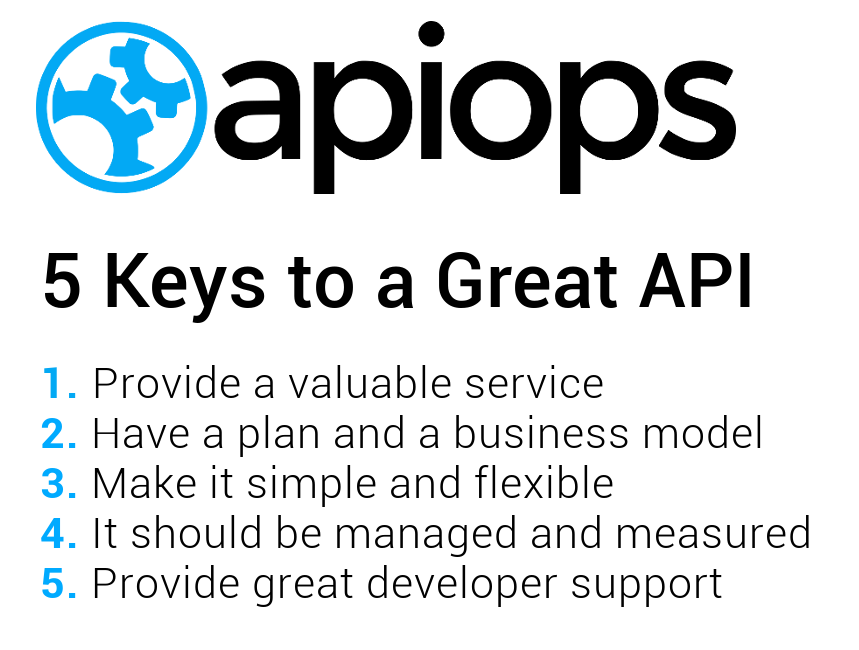 apiops
5 Keys to a Great API
1. Provide a valuable service
2. Have a plan and a business model
3. Make it simple and flexible
4. It should be managed and measured
5. Provide great developer support